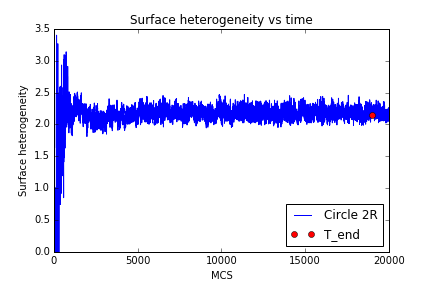 Surface heterogeneity vs time
Surface heterogeneity
3.5
3.0
2.5
2.0
1.5
1.0
0.5
0.0
0
5000
10000
15000
20000
MCS
Circle 2R
T_end